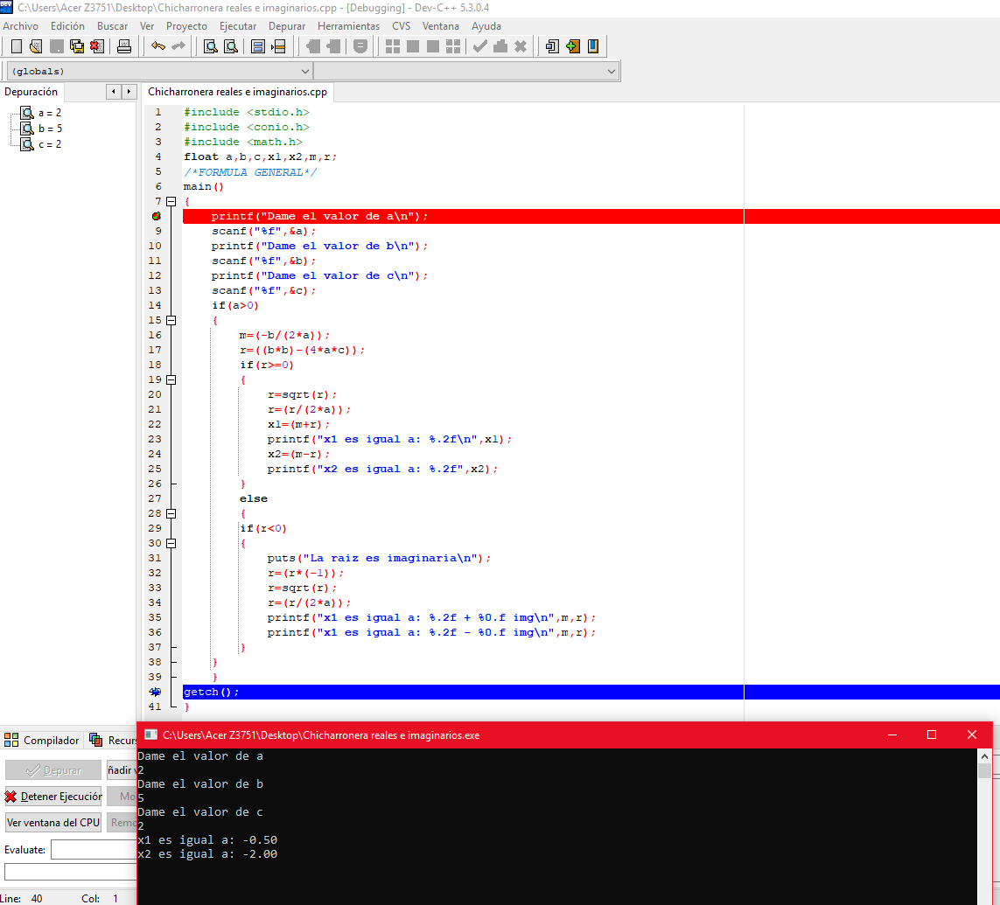 C:\Users\Acer Z3751\Desktop\Chicharronera reales e imaginarios.cpp - [Debugging] - Dev-C++ 5.3.0.4
Archivo Edición Buscar Ver Proyecto Ejecutar Depurar Herramientas CVS Ventana Ayuda
(globals)
Depuración Chicharronera reales e imaginarios.cpp
a = 2
b = 5
c = 2
1 #include <stdio.h>
2 #include <conio.h>
3 #include <math.h>
4 float a,b,c,x1,x2,m,r;
5 /*FORMULA GENERAL*/
6 main()
7 {
printf("Dame el valor de a\n");
9 scanf("%f",&a);
10 printf("Dame el valor de b\n");
11 scanf("%f",&b);
12 printf("Dame el valor de c\n");
13 scanf("%f",&c);
14 if(a>0)
15 {
16 m=(-b/(2*a));
17 r=((b*b)-(4*a*c));
18 if(r>=0)
19 {
20 r=sqrt(r);
21 r=(r/(2*a));
22 x1=(m+r);
23 printf("x1 es igual a: %.2f\n",x1);
24 x2=(m-r);
25 printf("x2 es igual a: %.2f",x2);
26 }
27 else
28 {
29 if(r<0)
30 {
31 puts("La raiz es imaginaria\n");
32 r=(r*(-1));
33 r=sqrt(r);
34 r=(r/(2*a));
35 printf("x1 es igual a: %.2f + %0.f img\n",m,r);
36 printf("x1 es igual a: %.2f - %0.f img\n",m,r);
37 }
38 }
39 }
getch();
41 }
Compilador Recurs
Depurar ñadir
Detener Ejecución Mo
Ver ventana del CPU Remo
Evaluate:
Line: 40 Col: 1
C:\Users\Acer Z3751\Desktop\Chicharronera reales e imaginarios.exe
Dame el valor de a
2
Dame el valor de b
5
Dame el valor de c
2
x1 es igual a: -0.50
x2 es igual a: -2.00